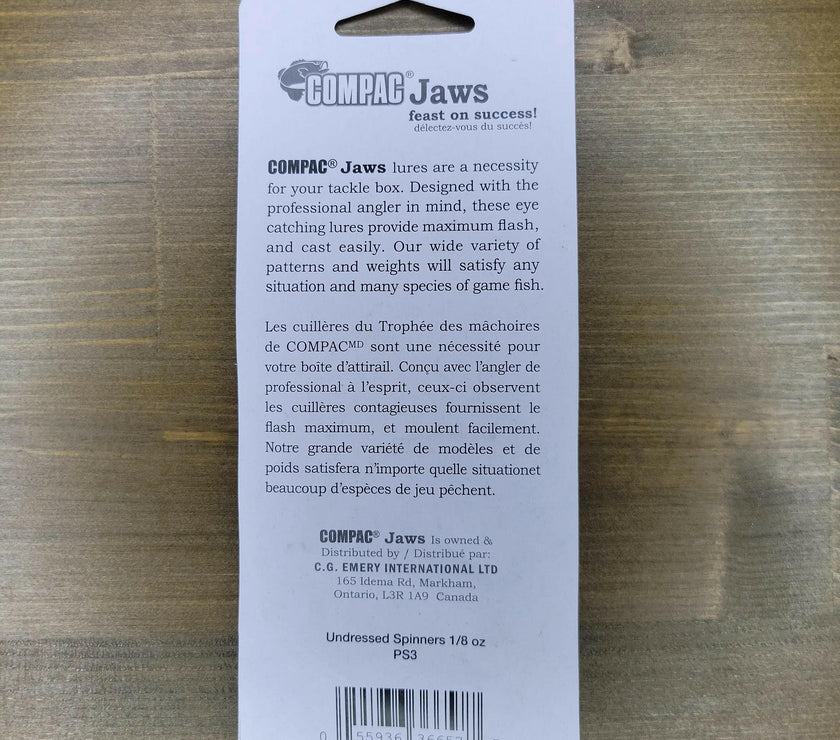 COMPAC® Jaws
feast on success!
délectez-vous du succès!
COMPAC® Jaws lures are a necessity
for your tackle box. Designed with the
professional angler in mind, these eye
catching lures provide maximum flash,
and cast easily. Our wide variety of
patterns and weights will satisfy any
situation and many species of game fish.
Les cuillères du Trophée des mâchoires
de COMPACMD sont une nécessité pour
votre boîte d'attirail. Conçu avec l'angler de
professional à l'esprit, ceux-ci observent
les cuillères contagieuses fournissent le
flash maximum, et moulent facilement.
Notre grande variété de modèles et de
poids satisfera n'importe quelle situationet
beaucoup d'espèces de jeu pêchent.
COMPAC® Jaws Is owned &
Distributed by / Distribué par:
C.G. EMERY INTERNATIONAL LTD
165 Idema Rd, Markham,
Ontario, L3R 1A9 Canada
Undressed Spinners 1/8 oz
PS3
0 55936